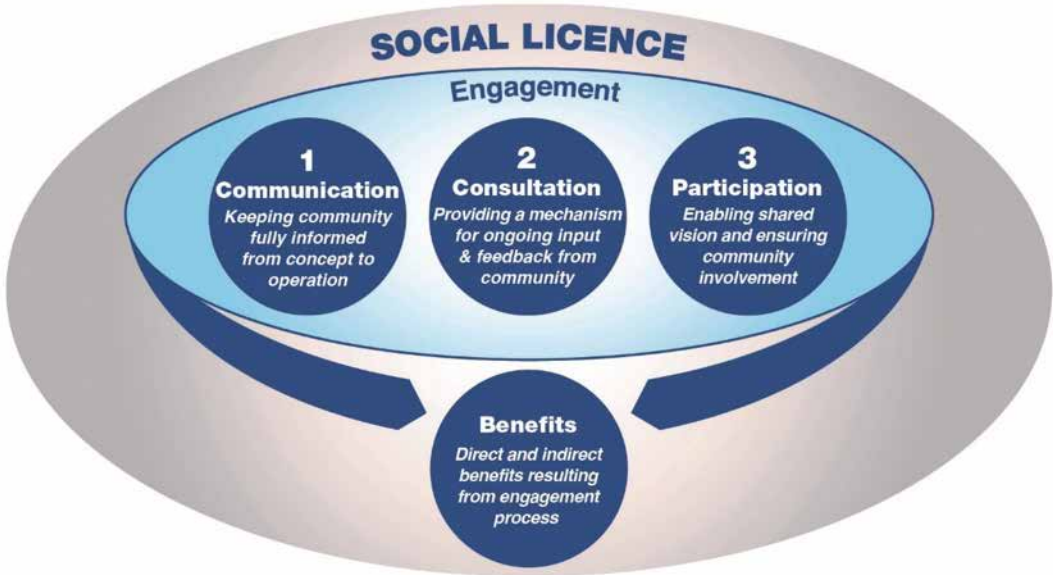 SOCIAL LICENCE
Engagement
1
Communication
Keeping community
fully informed
from concept to
operation
2
Consultation
Providing a mechanism
for ongoing input
& feedback from
community
3
Participation
Enabling shared
vision and ensuring
community
involvement
Benefits
Direct and indirect
benefits resulting
from engagement
process